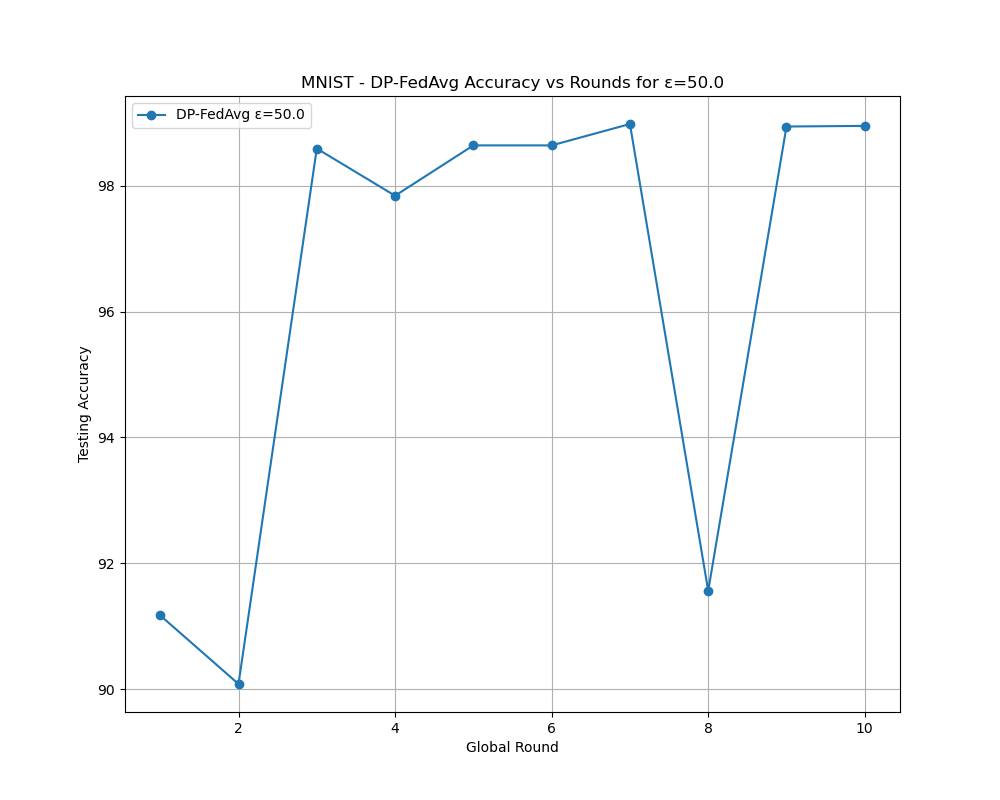 MNIST - DP-FedAvg Accuracy vs Rounds for ε=50.0
DP-FedAvg ε=50.0
Testing Accuracy
98
96
94
92
90
2 4 6 8 10
Global Round